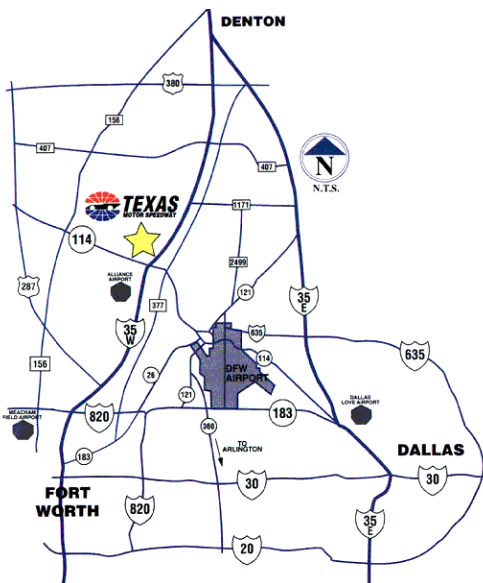 DENTON
380
156
407
407
N
N.T.S.
TEXAS
MOTOR SPEEDWAY
1171
114
2499
ALLIANCE
AIRPORT
287
377
121
35
E
35
W
635
635
156
26
114
DFW
AIRPORT
121
MEACHAM
FIELD AIRPORT
820
183
DALLAS
LOVE AIRPORT
360
TO
ARLINGTON
183
DALLAS
30
30
FORT
WORTH
820
35
E
20